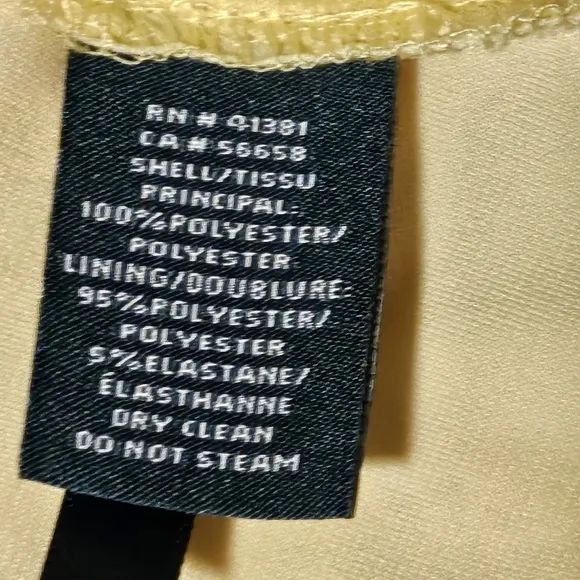 RN # 41381
CA # 56658
SHELL/TISSU
PRINCIPAL:
100%POLYESTER/
POLYESTER
LINING/DOUBLURE:
95%POLYESTER/
POLYESTER
5%ELASTANE/
ÉLASTHANNE
DRY CLEAN
DO NOT STEAM